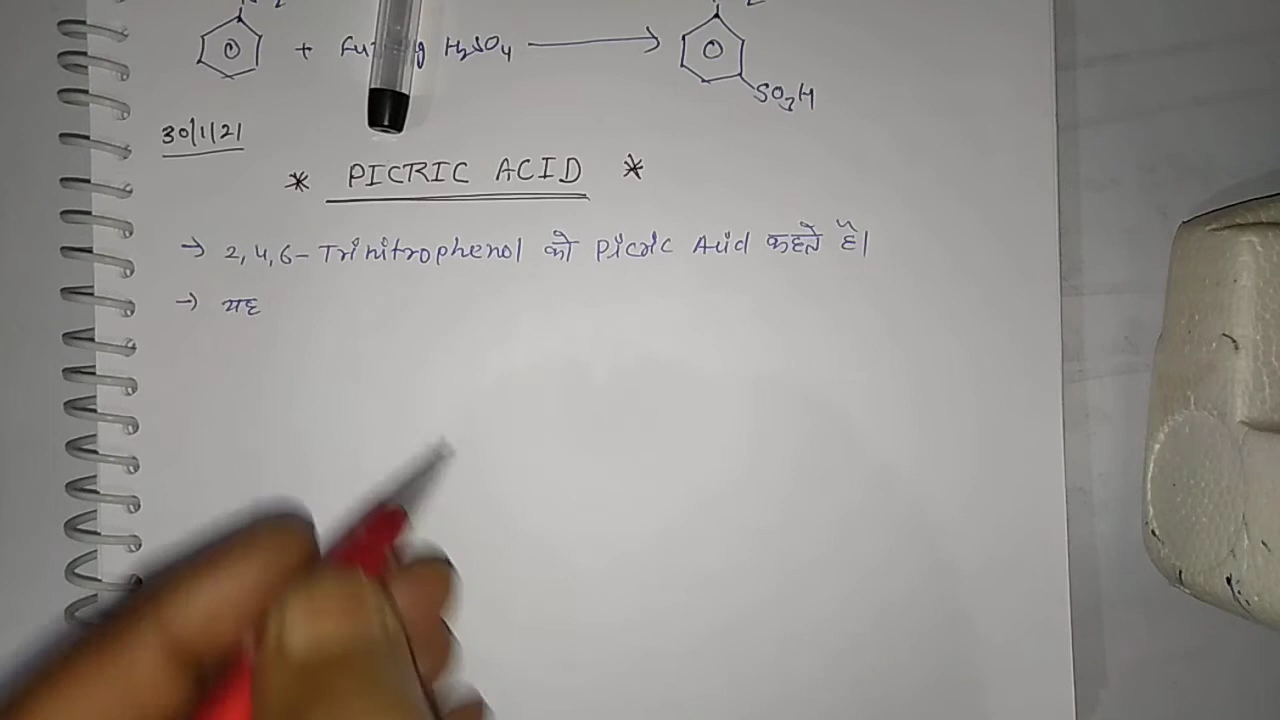 + H₂SO₄ ⟶ SO₃H
30/1/21
* PICRIC ACID *
→ 2,4,6-Trinitrophenol को Picric Acid कहते हैं।
→ यह